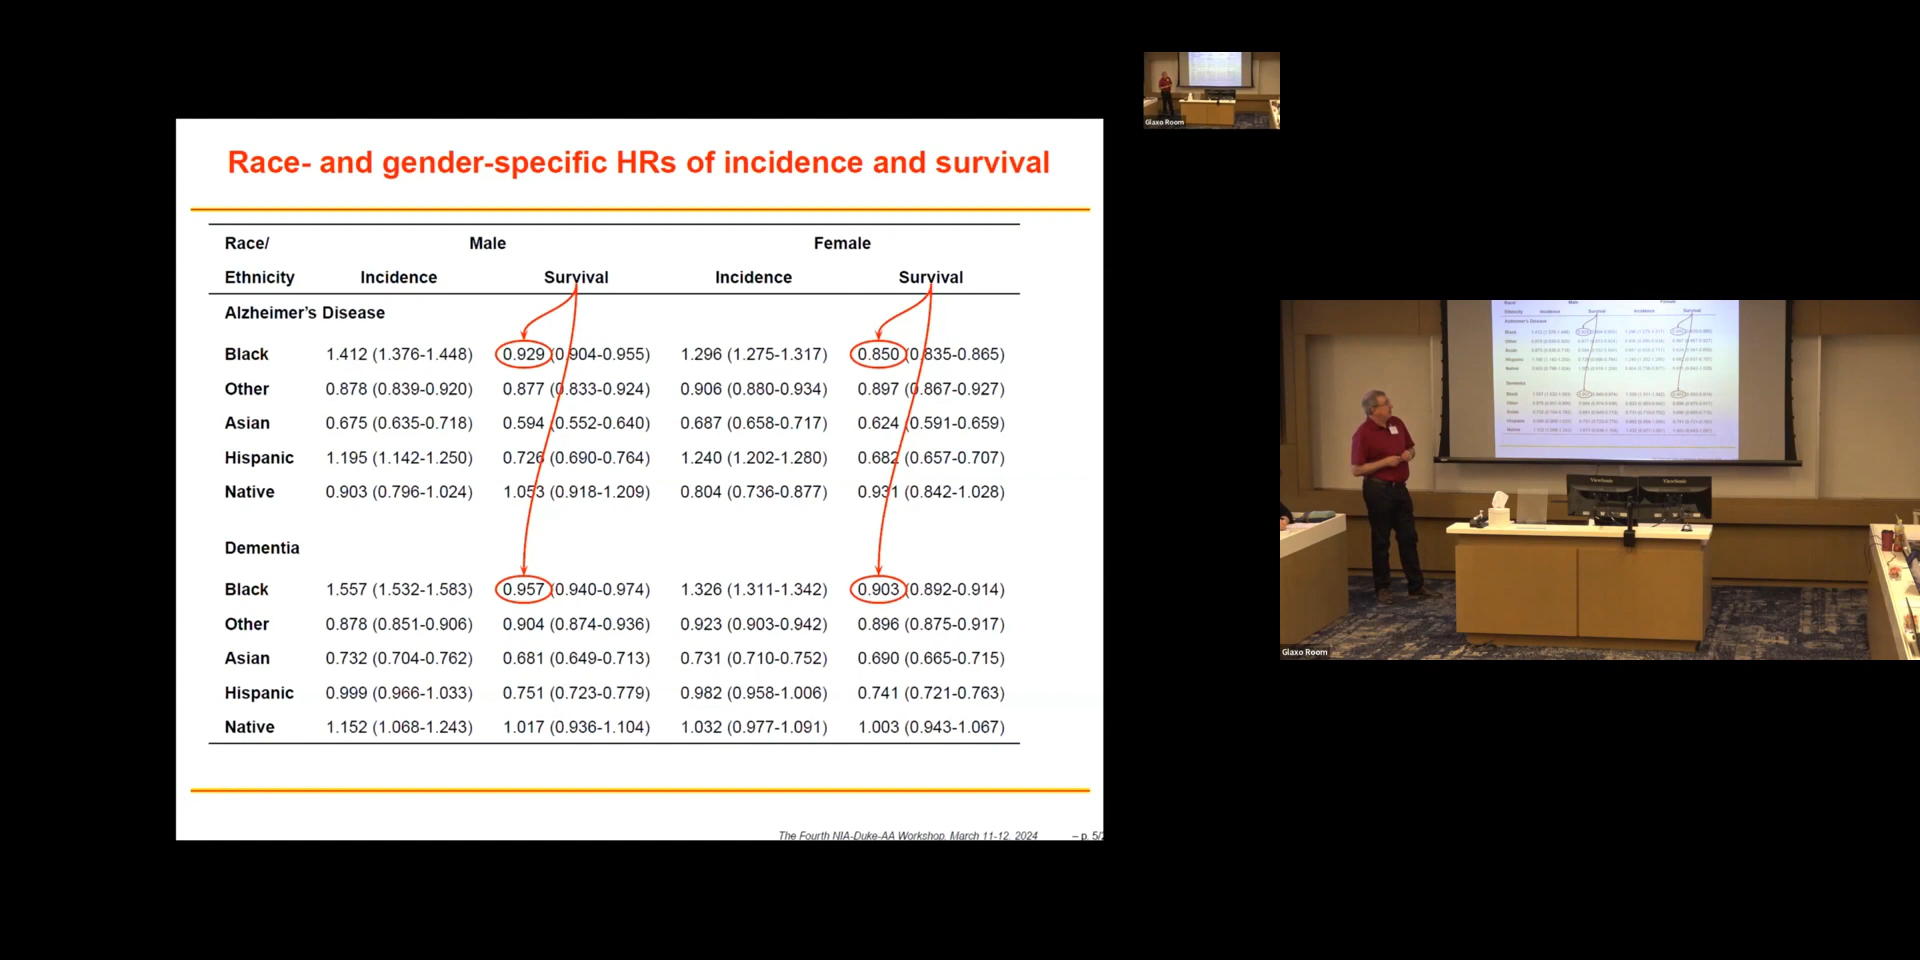 Race- and gender-specific HRs of incidence and survival
Race/ Male Female
Ethnicity Incidence Survival Incidence Survival
Alzheimer's Disease
Black 1.412 (1.376-1.448) 0.929 (0.904-0.955) 1.296 (1.275-1.317) 0.850 (0.835-0.865)
Other 0.878 (0.839-0.920) 0.877 (0.833-0.924) 0.906 (0.880-0.934) 0.897 (0.867-0.927)
Asian 0.675 (0.635-0.718) 0.594 (0.552-0.640) 0.687 (0.658-0.717) 0.624 (0.591-0.659)
Hispanic 1.195 (1.142-1.250) 0.726 (0.690-0.764) 1.240 (1.202-1.280) 0.682 (0.657-0.707)
Native 0.903 (0.796-1.024) 1.053 (0.918-1.209) 0.804 (0.736-0.877) 0.931 (0.842-1.028)
Dementia
Black 1.557 (1.532-1.583) 0.957 (0.940-0.974) 1.326 (1.311-1.342) 0.903 (0.892-0.914)
Other 0.878 (0.851-0.906) 0.904 (0.874-0.936) 0.923 (0.903-0.942) 0.896 (0.875-0.917)
Asian 0.732 (0.704-0.762) 0.681 (0.649-0.713) 0.731 (0.710-0.752) 0.690 (0.665-0.715)
Hispanic 0.999 (0.966-1.033) 0.751 (0.723-0.779) 0.982 (0.958-1.006) 0.741 (0.721-0.763)
Native 1.152 (1.068-1.243) 1.017 (0.936-1.104) 1.032 (0.977-1.091) 1.003 (0.943-1.067)
The Fourth NIA-Duke-AA Workshop, March 11-12, 2024 – p. 5/
Glaxo Room
ViewSonic ViewSonic
Glaxo Room